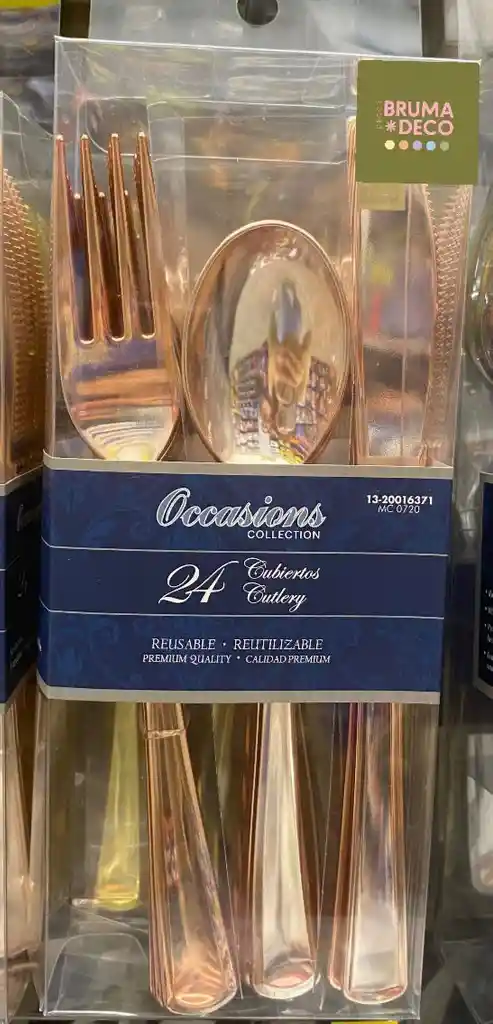 BRUMA
*DECO
Occasions
COLLECTION
13-20016371
MC 0720
24 Cubiertos
Cutlery
REUSABLE • REUTILIZABLE
PREMIUM QUALITY • CALIDAD PREMIUM